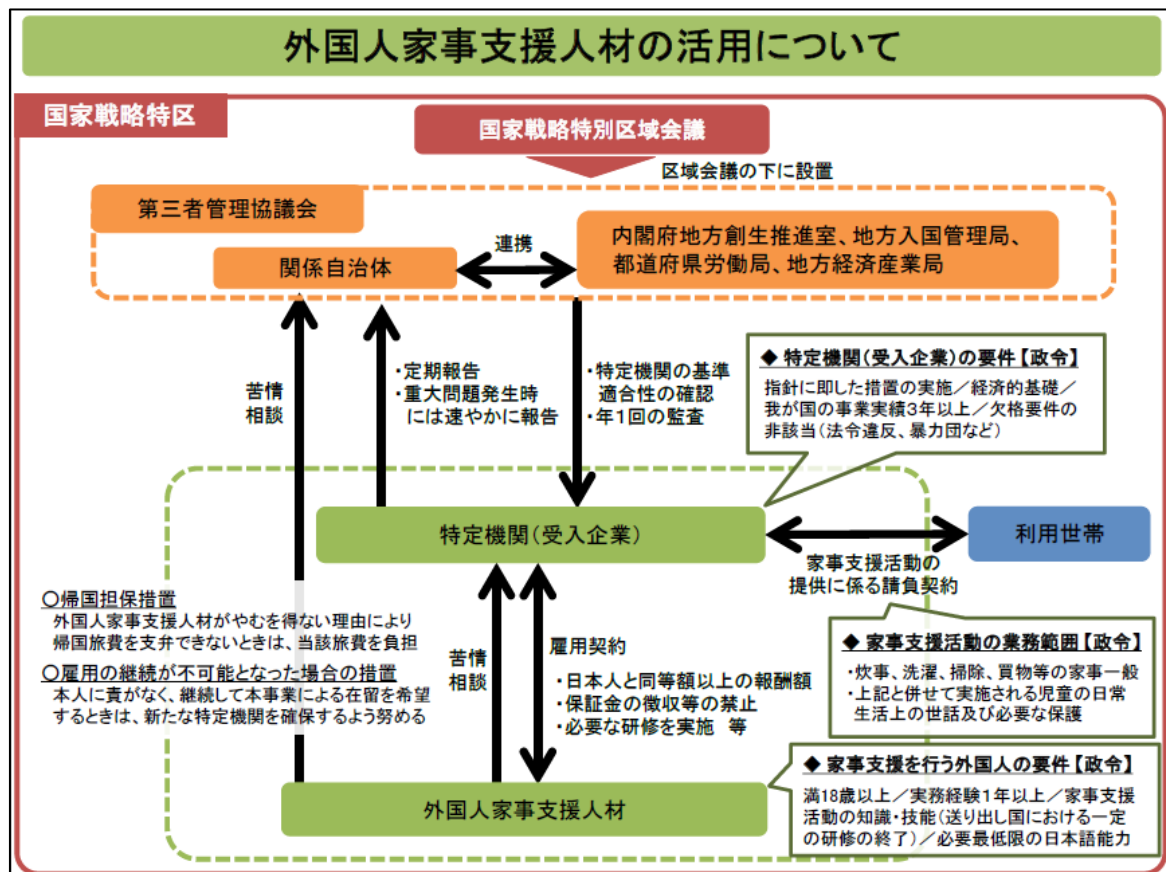 外国人家事支援人材の活用について
国家戦略特区
国家戦略特別区域会議
区域会議の下に設置
第三者管理協議会
関係自治体
連携
内閣府地方創生推進室、地方入国管理局、
都道府県労働局、地方経済産業局
苦情
相談
・定期報告
・重大問題発生時
には速やかに報告
・特定機関の基準
適合性の確認
・年1回の監査
◆ 特定機関(受入企業)の要件【政令】
指針に即した措置の実施/経済的基礎/
我が国の事業実績3年以上/欠格要件の
非該当(法令違反、暴力団など)
特定機関(受入企業)
利用世帯
家事支援活動の
提供に係る請負契約
〇帰国担保措置
外国人家事支援人材がやむを得ない理由により
帰国旅費を支弁できないときは、当該旅費を負担
〇雇用の継続が不可能となった場合の措置
本人に責がなく、継続して本事業による在留を希望
するときは、新たな特定機関を確保するよう努める
苦情
相談
雇用契約
・日本人と同等額以上の報酬額
・保証金の徴収等の禁止
・必要な研修を実施 等
◆ 家事支援活動の業務範囲【政令】
・炊事、洗濯、掃除、買物等の家事一般
・上記と併せて実施される児童の日常
生活上の世話及び必要な保護
◆ 家事支援を行う外国人の要件【政令】
満18歳以上/実務経験1年以上/家事支援
活動の知識・技能(送り出し国における一定
の研修の終了)/必要最低限の日本語能力
外国人家事支援人材